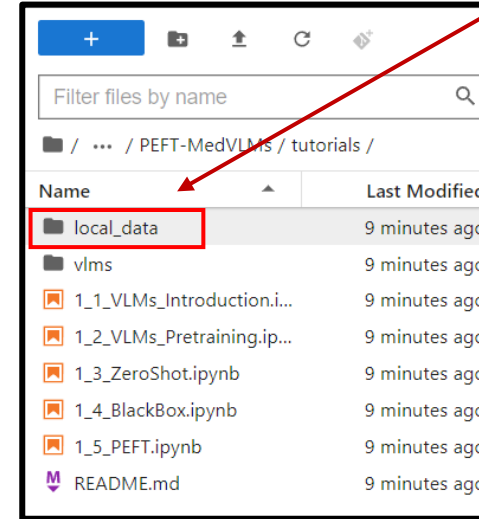 +
Filter files by name
/ ... / PEFT-MedVLMs / tutorials /
Name Last Modified
local_data 9 minutes ago
vlms 9 minutes ago
1_1_VLMs_Introduction.i... 9 minutes ago
1_2_VLMs_Pretraining.ip... 9 minutes ago
1_3_ZeroShot.ipynb 9 minutes ago
1_4_BlackBox.ipynb 9 minutes ago
1_5_PEFT.ipynb 9 minutes ago
README.md 9 minutes ago